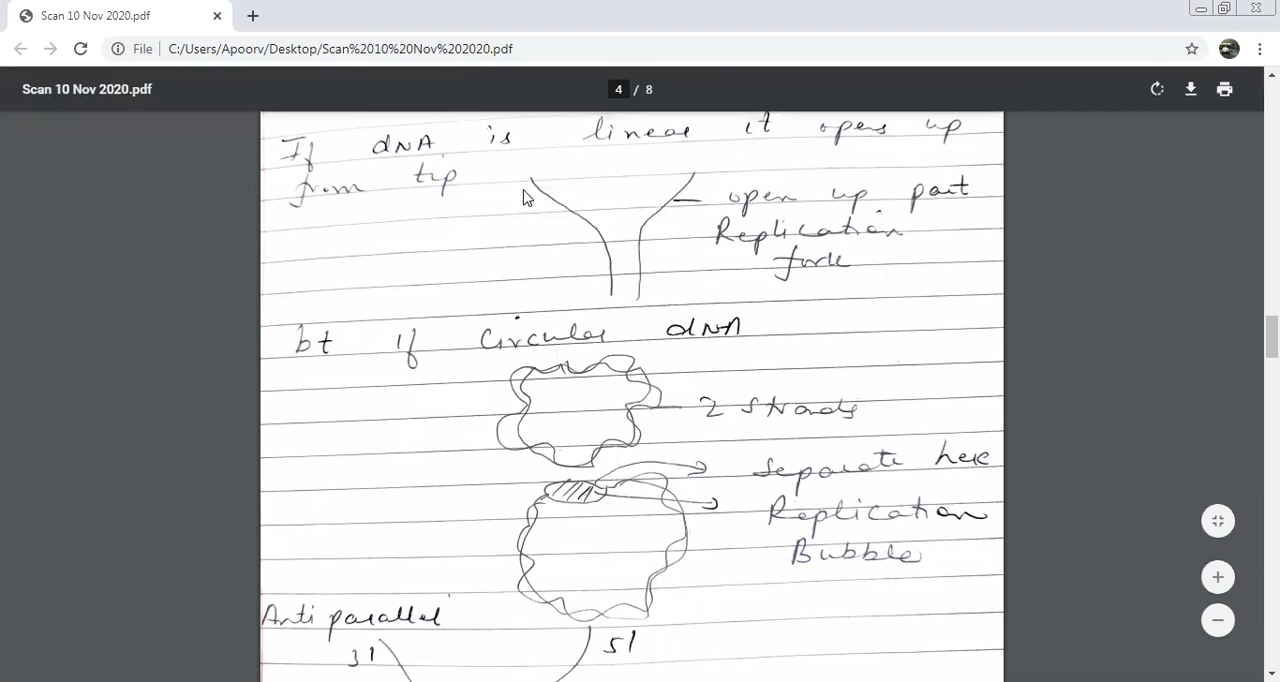 Scan 10 Nov 2020.pdf
File
C:/Users/Apoorv/Desktop/Scan%2010%20Nov%202020.pdf
Scan 10 Nov 2020.pdf
4 / 8
If dNA is linear it opens up
from tip
open up part
Replication
fork
bt if Circular dNA
2 strands
Separate here
Replication
Bubble
Anti parallel
3'
5'